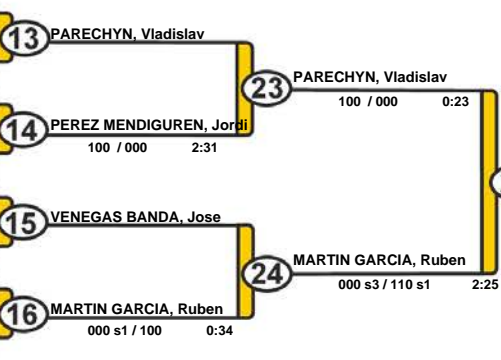 13 PARECHYN, Vladislav
23 PARECHYN, Vladislav
100 / 000 0:23
14 PEREZ MENDIGUREN, Jordi
100 / 000 2:31
15 VENEGAS BANDA, Jose
24 MARTIN GARCIA, Ruben
000 s3 / 110 s1 2:25
16 MARTIN GARCIA, Ruben
000 s1 / 100 0:34